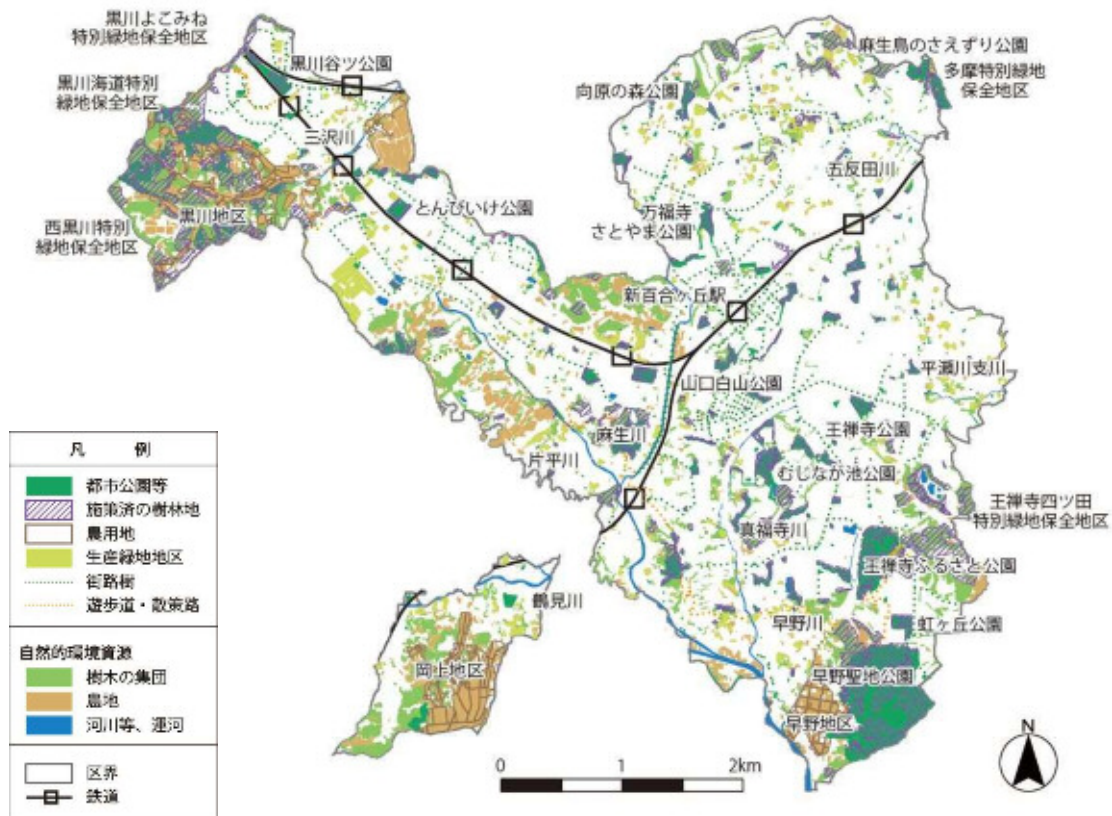 黒川よこみね
特別緑地保全地区
黒川谷ツ公園
麻生鳥のさえずり公園
黒川海道特別
緑地保全地区
向原の森公園
多摩特別緑地
保全地区
三沢川
五反田川
とんびいけ公園
万福寺
さとやま公園
西黒川特別
緑地保全地区
黒川地区
新百合ヶ丘駅
山口白山公園
平瀬川支川
麻生川
王禅寺公園
片平川
むじなが池公園
王禅寺四ツ田
特別緑地保全地区
真福寺川
王禅寺ふるさと公園
鶴見川
早野川
虹ヶ丘公園
岡上地区
早野聖地公園
早野地区
凡 例
都市公園等
施策済の樹林地
農用地
生産緑地地区
街路樹
遊歩道・散策路
自然的環境資源
樹木の集団
農地
河川等、運河
区界
鉄道
0 1 2km
N